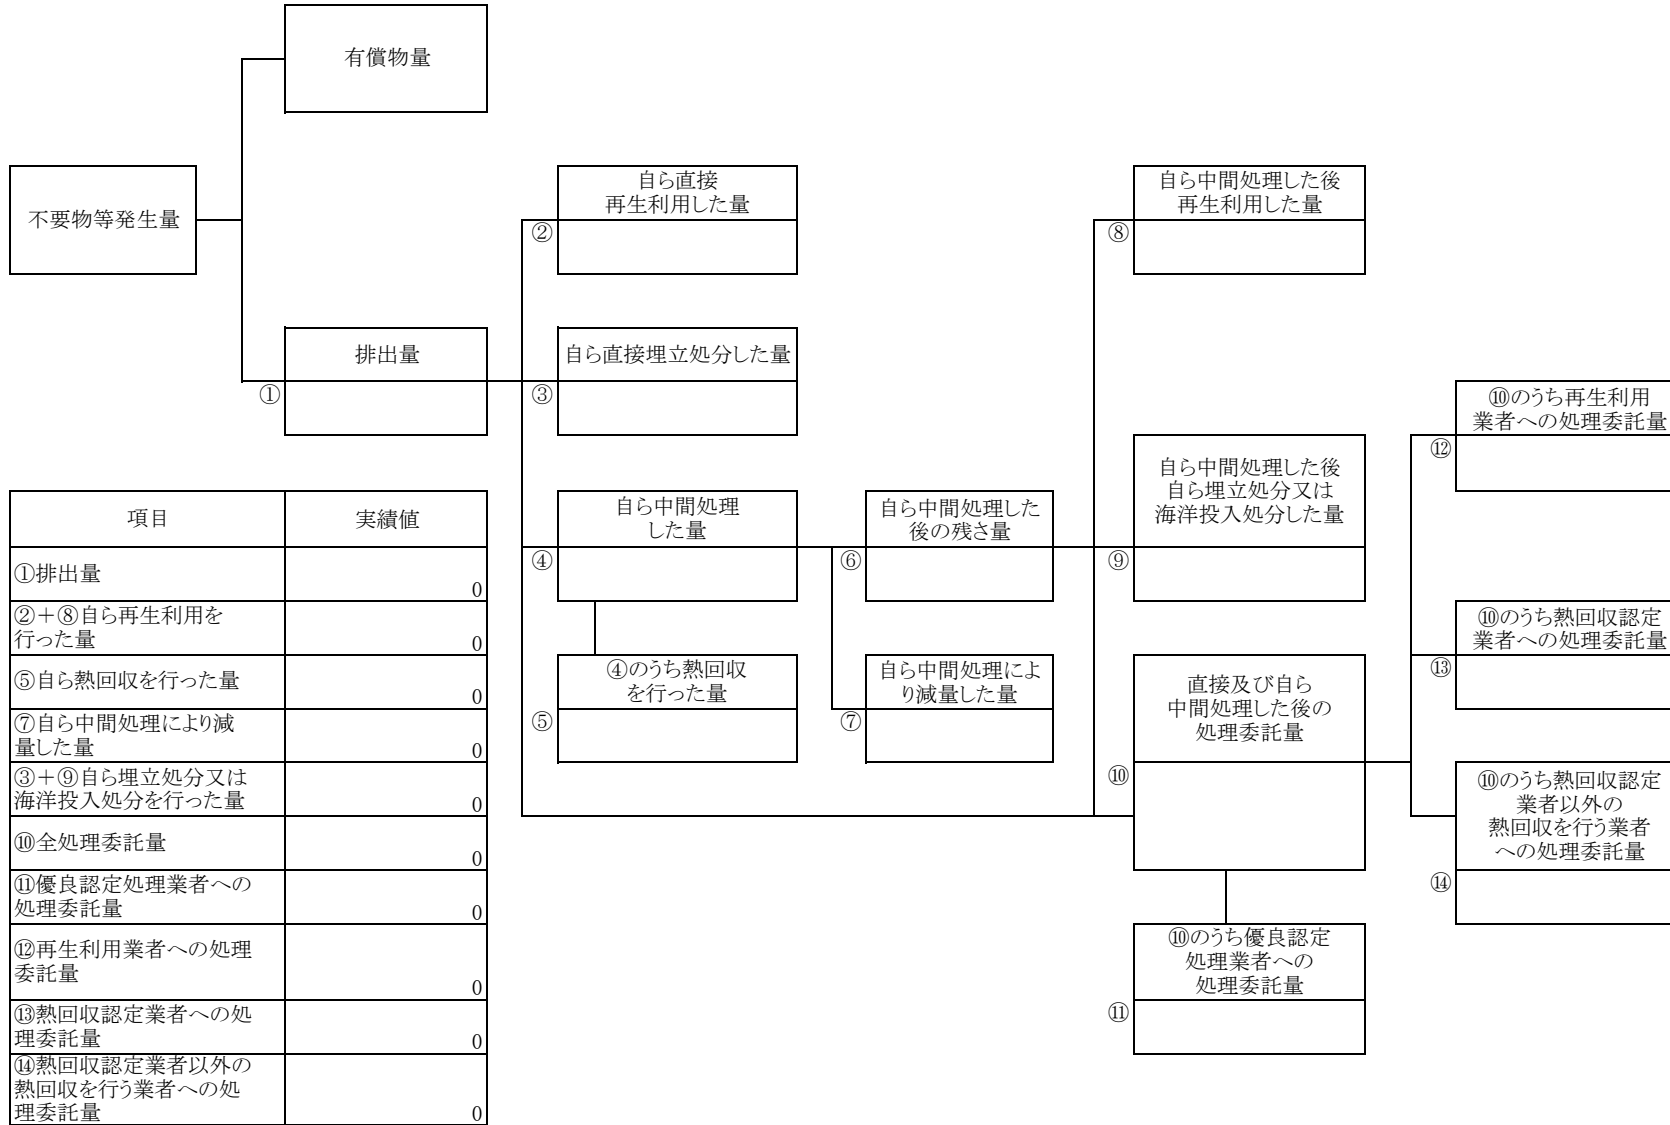 有償物量
不要物等発生量
自ら直接
再生利用した量
②
自ら中間処理した後
再生利用した量
⑧
排出量
①
自ら直接埋立処分した量
③
⑩のうち再生利用
業者への処理委託量
⑫
自ら中間処理
した量
④
自ら中間処理した
後の残さ量
⑥
自ら中間処理した後
自ら埋立処分又は
海洋投入処分した量
⑨
⑩のうち熱回収認定
業者への処理委託量
⑬
④のうち熱回収
を行った量
⑤
自ら中間処理によ
り減量した量
⑦
直接及び自ら
中間処理した後の
処理委託量
⑩
⑩のうち熱回収認定
業者以外の
熱回収を行う業者
への処理委託量
⑭
⑩のうち優良認定
処理業者への
処理委託量
⑪
項目
実績値
①排出量
0
②＋⑧自ら再生利用を
行った量
0
⑤自ら熱回収を行った量
0
⑦自ら中間処理により減
量した量
0
③＋⑨自ら埋立処分又は
海洋投入処分を行った量
0
⑩全処理委託量
0
⑪優良認定処理業者への
処理委託量
0
⑫再生利用業者への処理
委託量
0
⑬熱回収認定業者への処
理委託量
0
⑭熱回収認定業者以外の
熱回収を行う業者への処
理委託量
0